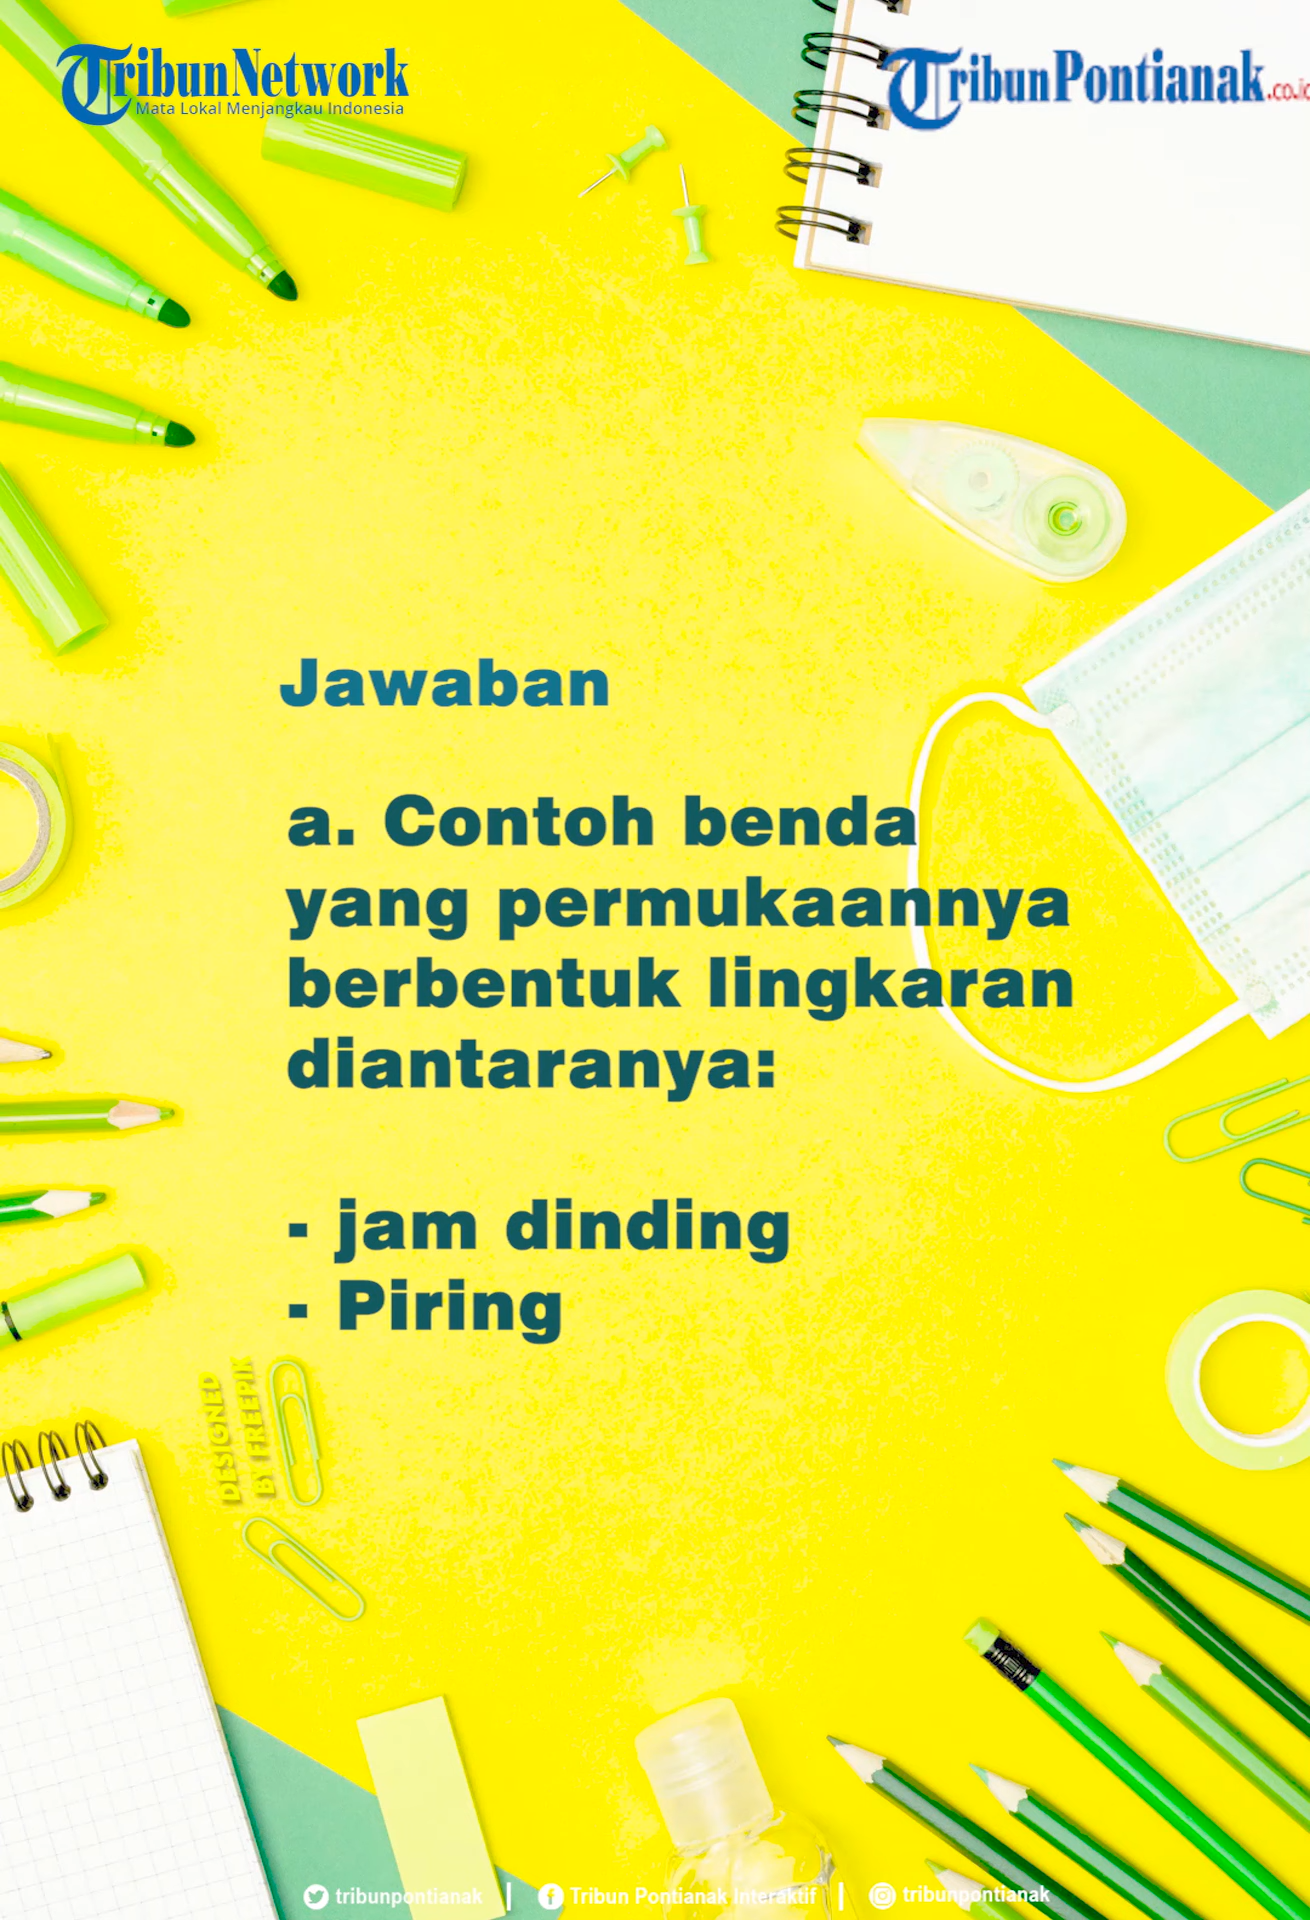 TribunNetwork
Mata Lokal Menjangkau Indonesia
TribunPontianak.co.id
Jawaban
a. Contoh benda
yang permukaannya
berbentuk lingkaran
diantaranya:
- jam dinding
- Piring
DESIGNED
BY FREEPIK
tribunpontianak | Tribun Pontianak Interaktif | tribunpontianak